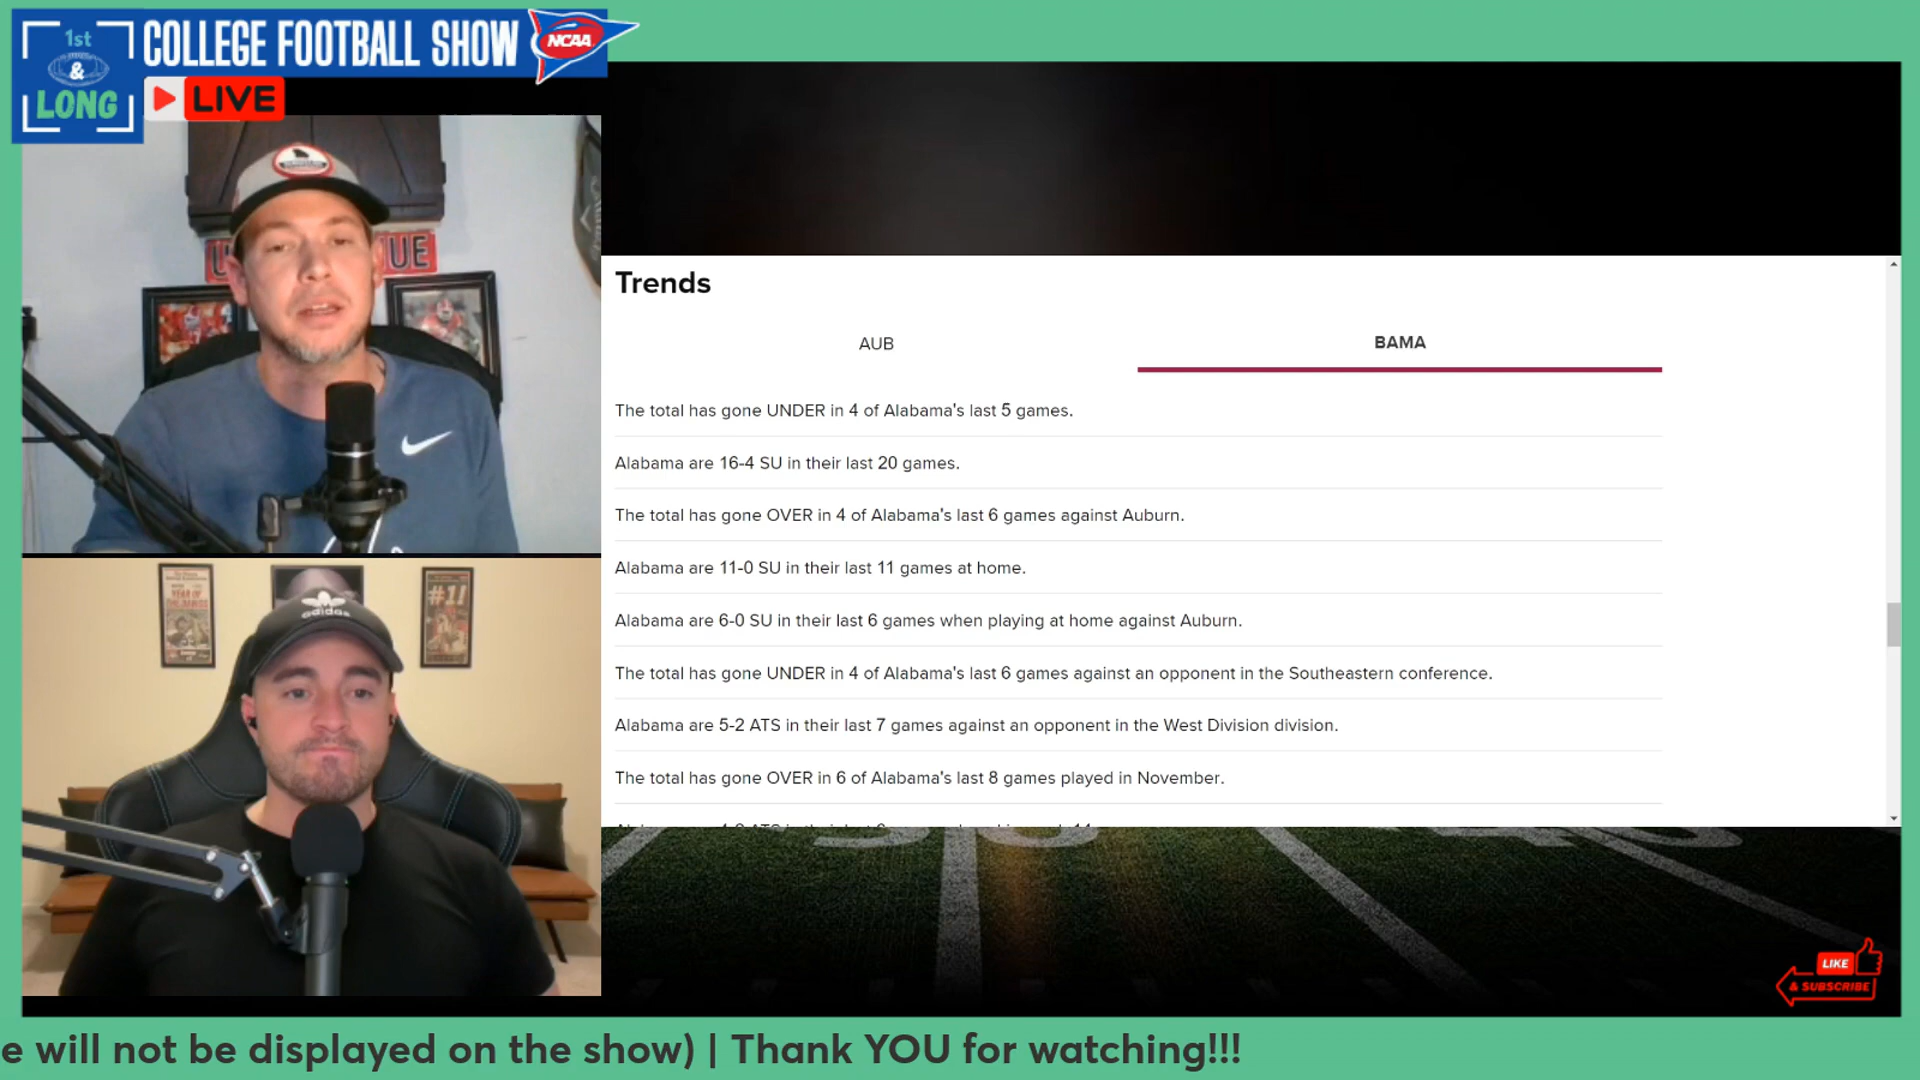 1st
&
LONG
COLLEGE FOOTBALL SHOW
NCAA
LIVE
UE
adidas
YEAR OF
#1!
Trends
AUB
BAMA
The total has gone UNDER in 4 of Alabama's last 5 games.
Alabama are 16-4 SU in their last 20 games.
The total has gone OVER in 4 of Alabama's last 6 games against Auburn.
Alabama are 11-0 SU in their last 11 games at home.
Alabama are 6-0 SU in their last 6 games when playing at home against Auburn.
The total has gone UNDER in 4 of Alabama's last 6 games against an opponent in the Southeastern conference.
Alabama are 5-2 ATS in their last 7 games against an opponent in the West Division division.
The total has gone OVER in 6 of Alabama's last 8 games played in November.
LIKE
& SUBSCRIBE
e will not be displayed on the show) | Thank YOU for watching!!!